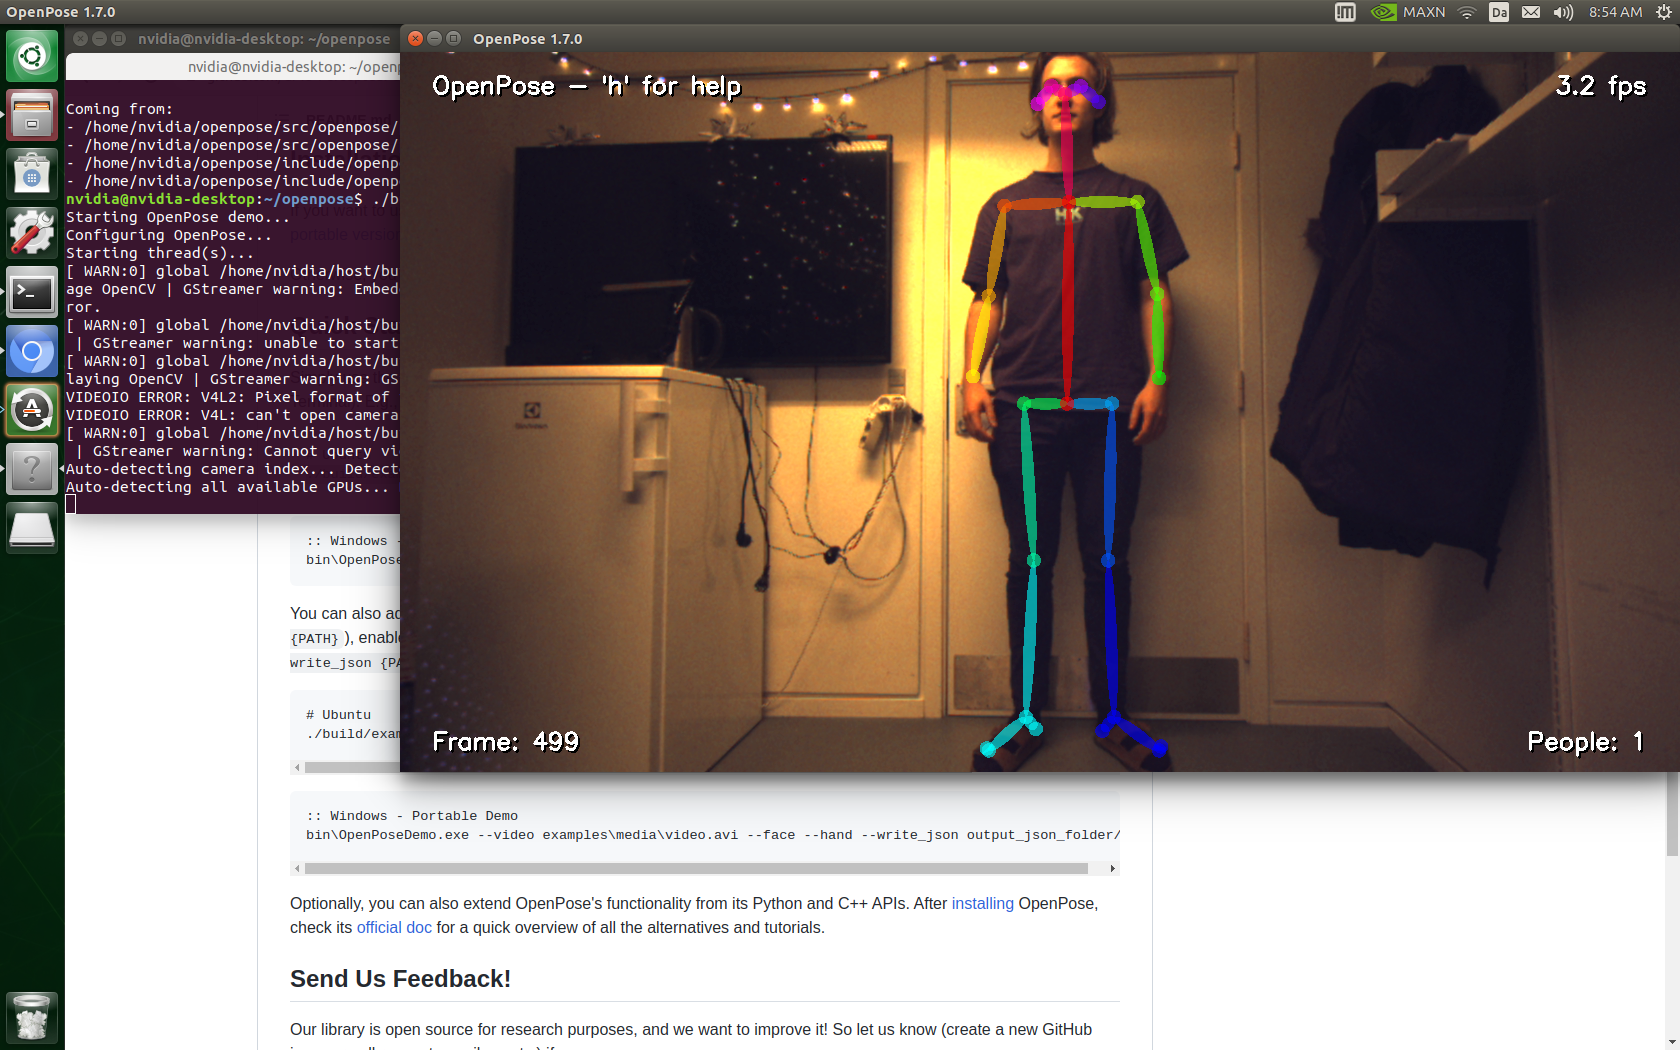 OpenPose 1.7.0
MAXN
Da
8:54 AM
nvidia@nvidia-desktop: ~/openpose
nvidia@nvidia-desktop: ~/openp
Coming from:
- /home/nvidia/openpose/src/openpose/
- /home/nvidia/openpose/src/openpose/
- /home/nvidia/openpose/include/openp
- /home/nvidia/openpose/include/openp
nvidia@nvidia-desktop:~/openpose$ ./b
Starting OpenPose demo...
Configuring OpenPose...
Starting thread(s)...
[ WARN:0] global /home/nvidia/host/bu
age OpenCV | GStreamer warning: Embed
ror.
[ WARN:0] global /home/nvidia/host/bu
 | GStreamer warning: unable to start
[ WARN:0] global /home/nvidia/host/bu
laying OpenCV | GStreamer warning: GS
VIDEOIO ERROR: V4L2: Pixel format of
VIDEOIO ERROR: V4L: can't open camera
[ WARN:0] global /home/nvidia/host/bu
 | GStreamer warning: Cannot query vi
Auto-detecting camera index... Detect
Auto-detecting all available GPUs...
OpenPose 1.7.0
OpenPose - 'h' for help
3.2 fps
Frame: 499
People: 1
:: Windows -
bin\OpenPose
You can also ad
{PATH} ), enabl
write_json {PA
# Ubuntu
./build/exam
:: Windows - Portable Demo
bin\OpenPoseDemo.exe --video examples\media\video.avi --face --hand --write_json output_json_folder/
Optionally, you can also extend OpenPose's functionality from its Python and C++ APIs. After installing OpenPose,
check its official doc for a quick overview of all the alternatives and tutorials.
Send Us Feedback!
Our library is open source for research purposes, and we want to improve it! So let us know (create a new GitHub